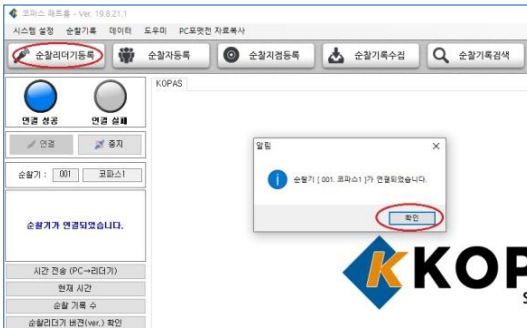 코파스 패트롤 - Ver. 19.8.21.1
시스템 설정 순찰기록 데이터 도우미 PC포맷전 자료복사
순찰리더기등록 순찰자등록 순찰지점등록 순찰기록수집 순찰기록검색
KOPAS
연결 성공 연결 실패
연결 중지
순찰기 : 001 코파스1
순찰기가 연결되었습니다.
시간 전송 (PC→리더기)
현재 시간
순찰 기록 수
순찰리더기 버전(ver.) 확인
알림
순찰기 [ 001. 코파스1 ]가 연결되었습니다.
확인
KOP
S